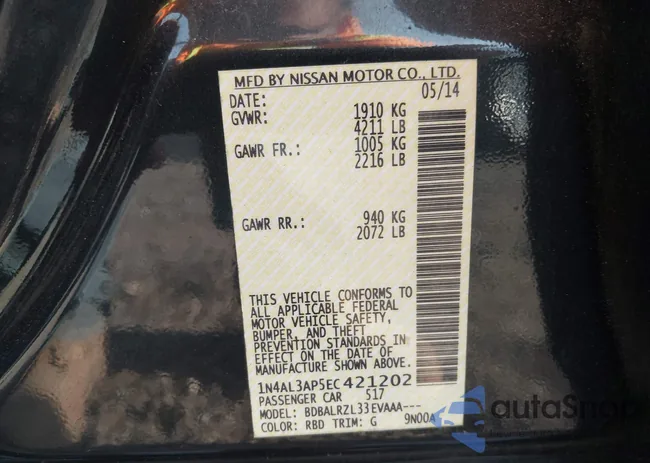 MFD BY NISSAN MOTOR CO., LTD.
DATE: 05/14
GVWR: 1910 KG
4211 LB
GAWR FR.: 1005 KG
2216 LB
GAWR RR.: 940 KG
2072 LB
THIS VEHICLE CONFORMS TO
ALL APPLICABLE FEDERAL
MOTOR VEHICLE SAFETY,
BUMPER, AND THEFT
PREVENTION STANDARDS IN
EFFECT ON THE DATE OF
MANUFACTURE SHOWN ABOVE.
1N4AL3AP5EC421202
PASSENGER CAR 517
MODEL: BDBALRZL33EVAAA---
COLOR: RBD TRIM: G 9N00A
autaSnap